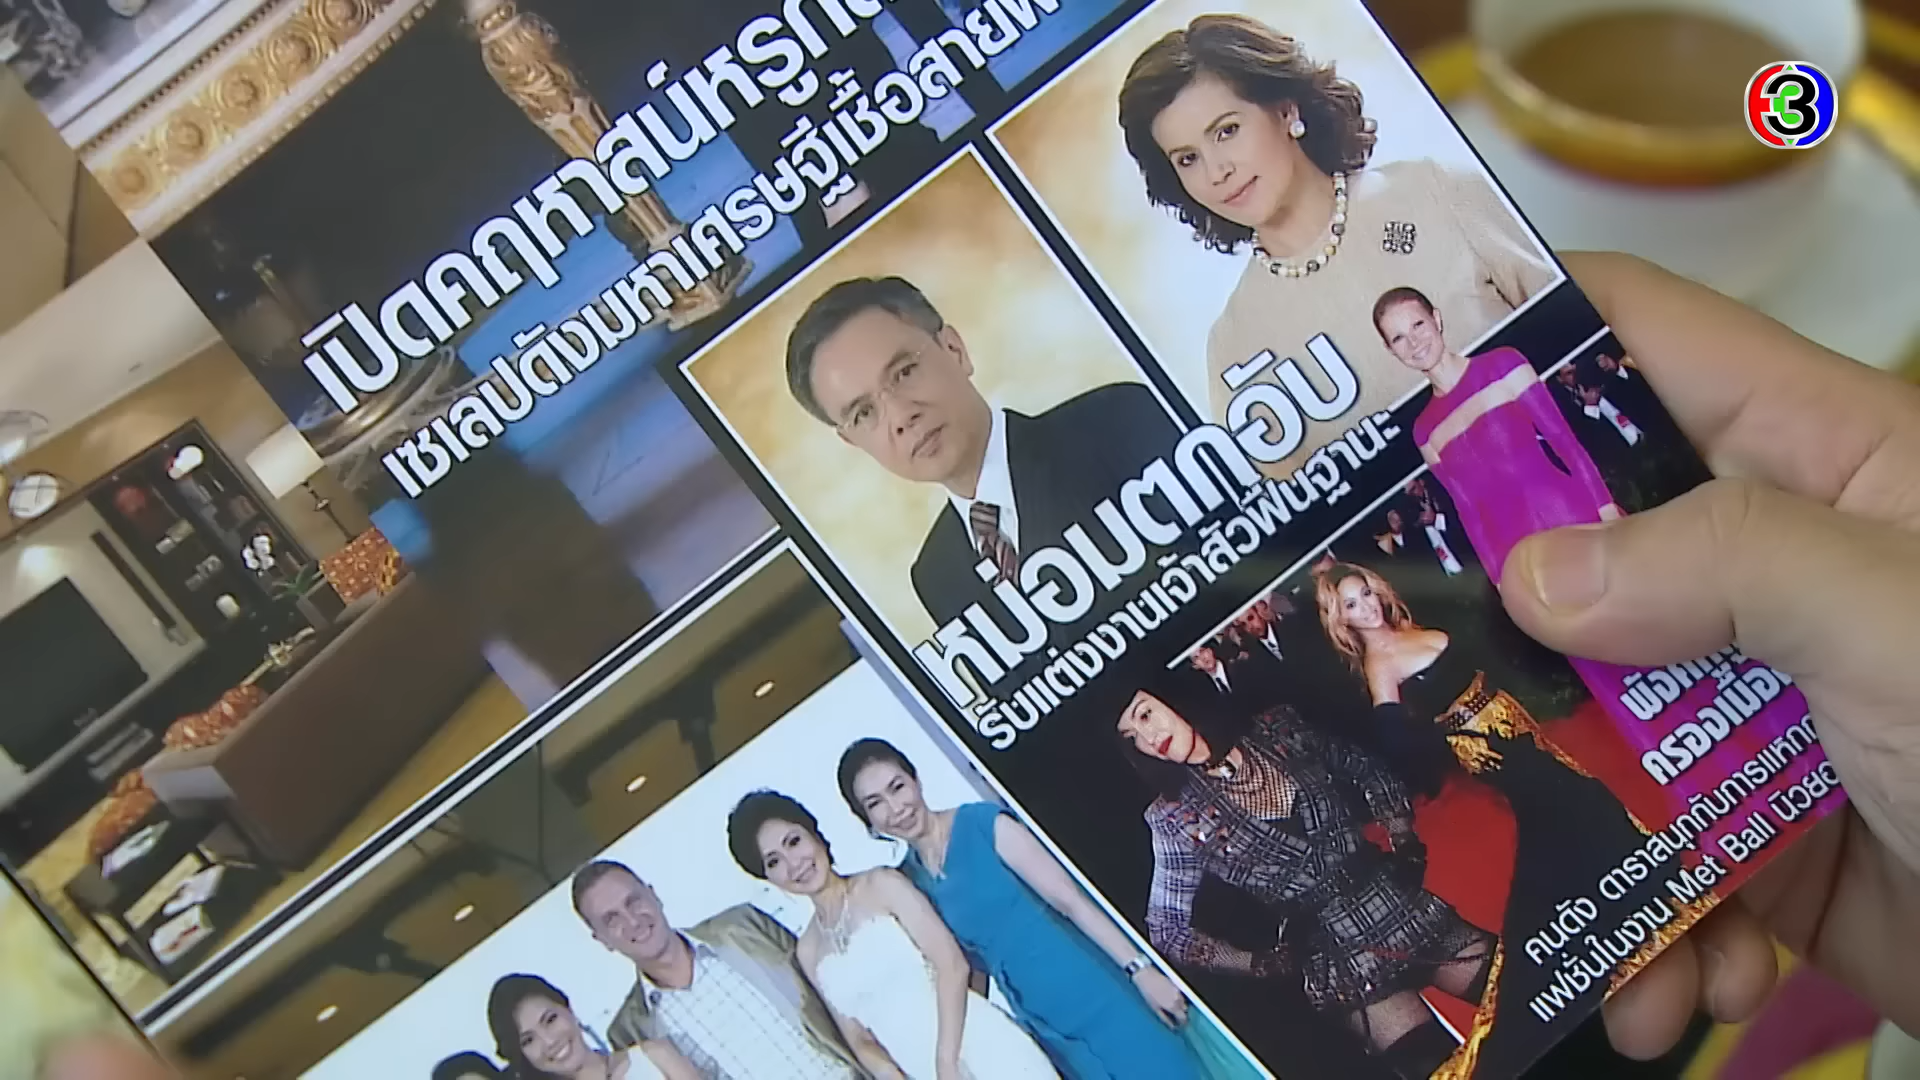 เปิดคฤหาสน์หรู
เซเลปดังมหาเศรษฐีเชื้อสาย
หม่อมตกอับ
รับแต่งงานเจ้าสัวฟื้นฐานะ
คนดัง ดาราสนุกกับการแหกกฎ
แฟชั่นในงาน Met Ball นิวยอ
3